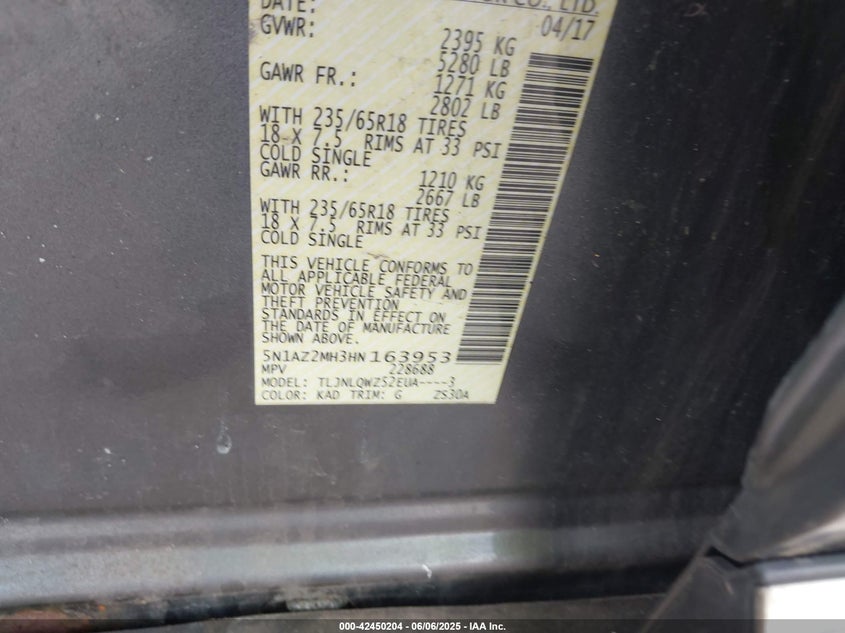 CO., LTD.
DATE: 04/17
GVWR: 2395 KG
5280 LB
GAWR FR.: 1271 KG
2802 LB
WITH 235/65R18 TIRES
18 X 7.5 RIMS AT 33 PSI
COLD SINGLE
GAWR RR.: 1210 KG
2667 LB
WITH 235/65R18 TIRES
18 X 7.5 RIMS AT 33 PSI
COLD SINGLE
THIS VEHICLE CONFORMS TO
ALL APPLICABLE FEDERAL
MOTOR VEHICLE SAFETY AND
THEFT PREVENTION
STANDARDS IN EFFECT ON
THE DATE OF MANUFACTURE
SHOWN ABOVE.
5N1AZ2MH3HN163953
MPV 228688
MODEL: TLJNLQWZ52EUA----3
COLOR: KAD TRIM: G ZS30A
000-42450204 - 06/06/2025 - IAA Inc.